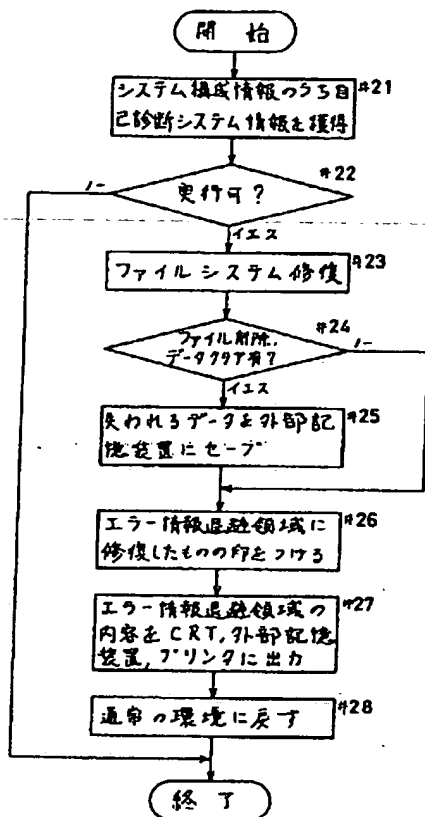 開始
システム構成情報のうち自 #21
己診断システム情報を獲得
#22
ノー
実行可?
イエス
ファイルシステム修復 #23
#24
ファイル削除,
データクリア有?
ノー
イエス
失われるデータを外部記 #25
憶装置にセーブ
エラー情報退避領域に #26
修復したものの印をつける
エラー情報退避領域の #27
内容をCRT,外部記憶
装置,プリンタに出力
通常の環境に戻す #28
終了